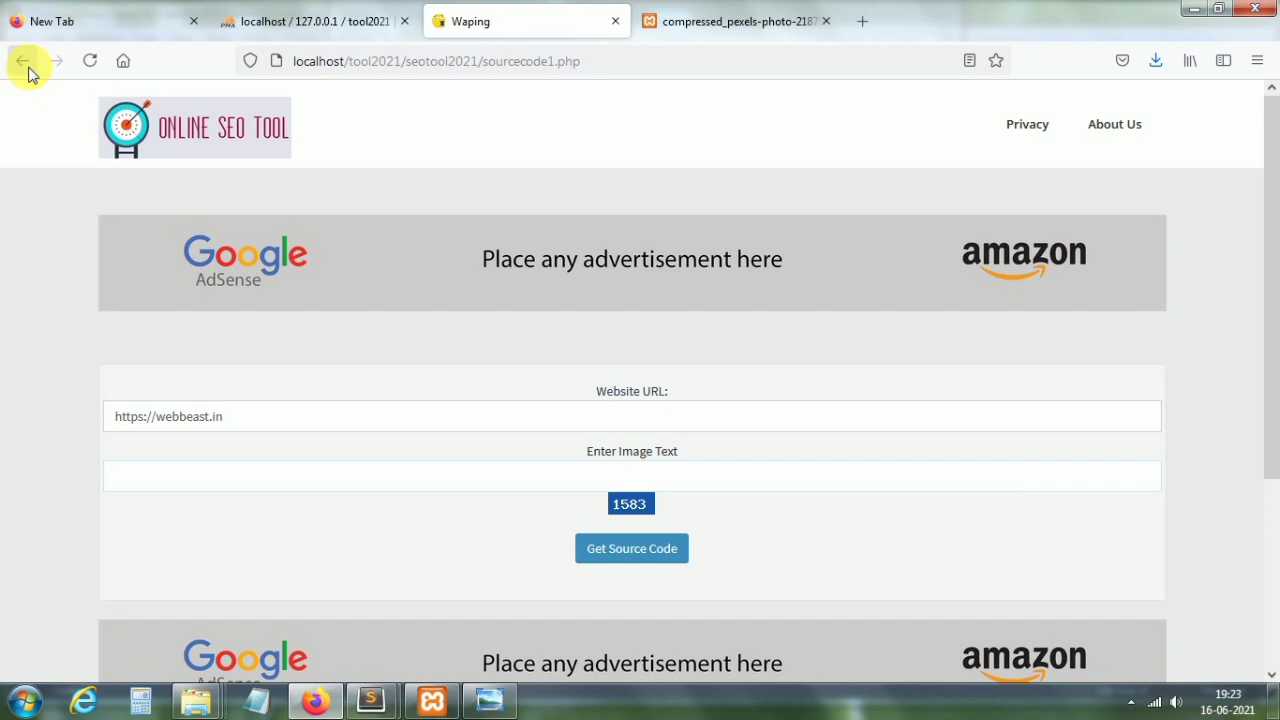 New Tab
localhost / 127.0.0.1 / tool2021
Waping
compressed_pexels-photo-2187
localhost/tool2021/seotool2021/sourcecode1.php
ONLINE SEO TOOL
Privacy
About Us
Google
AdSense
Place any advertisement here
amazon
Website URL:
https://webbeast.in
Enter Image Text
1583
Get Source Code
Google
AdSense
Place any advertisement here
amazon
19:23
16-06-2021